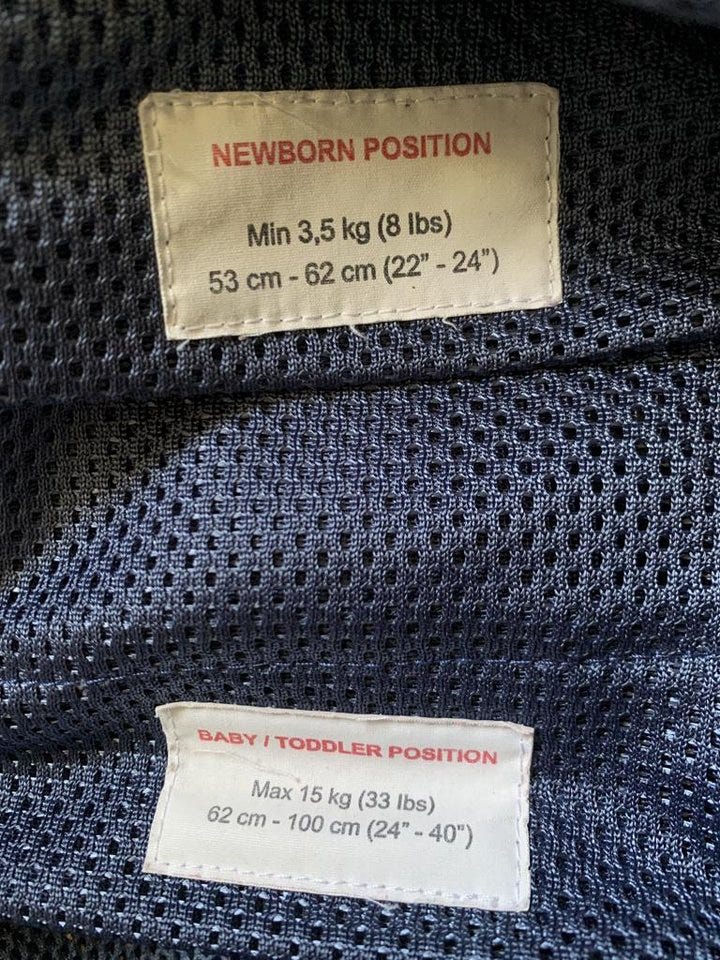 NEWBORN POSITION
Min 3,5 kg (8 lbs)
53 cm - 62 cm (22” - 24”)
BABY / TODDLER POSITION
Max 15 kg (33 lbs)
62 cm - 100 cm (24” - 40”)